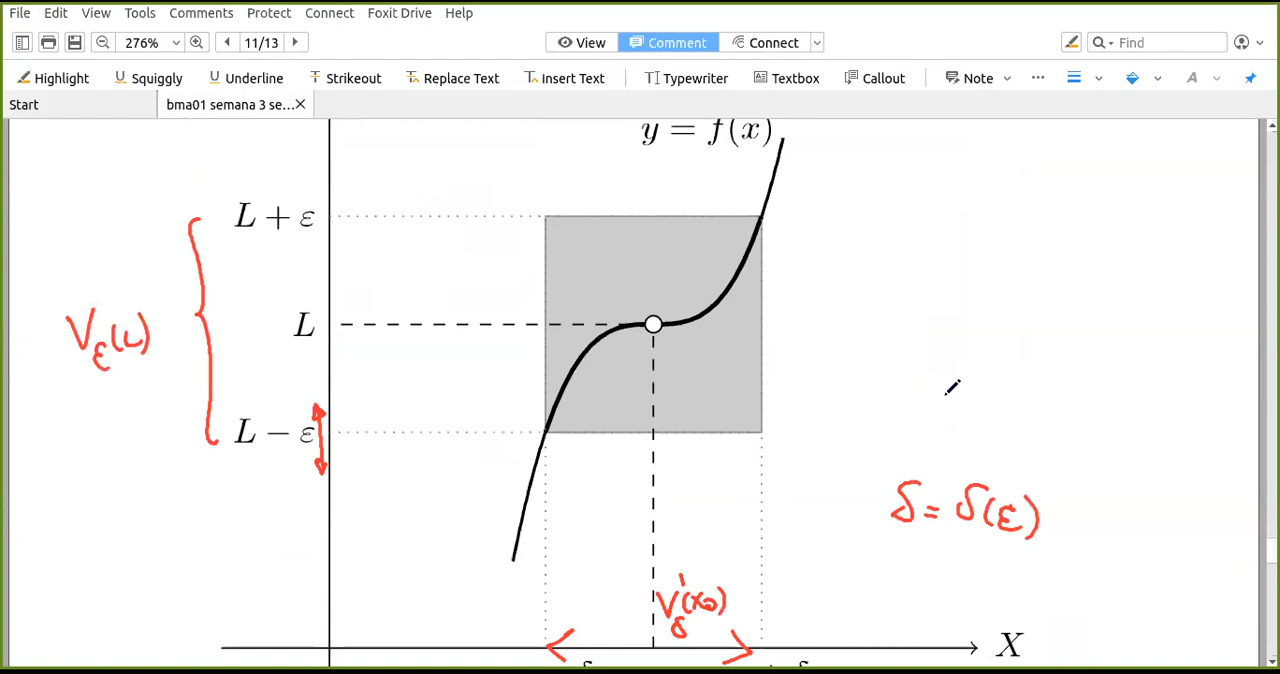 File Edit View Tools Comments Protect Connect Foxit Drive Help
276% 11/13 View Comment Connect Find
Highlight Squiggly Underline Strikeout Replace Text Insert Text Typewriter Textbox Callout Note ... A
Start bma01 semana 3 se...
y = f(x)
L + ε
V_ε(L)
L
L − ε
δ = δ(ε)
V'_δ(x₀)
X